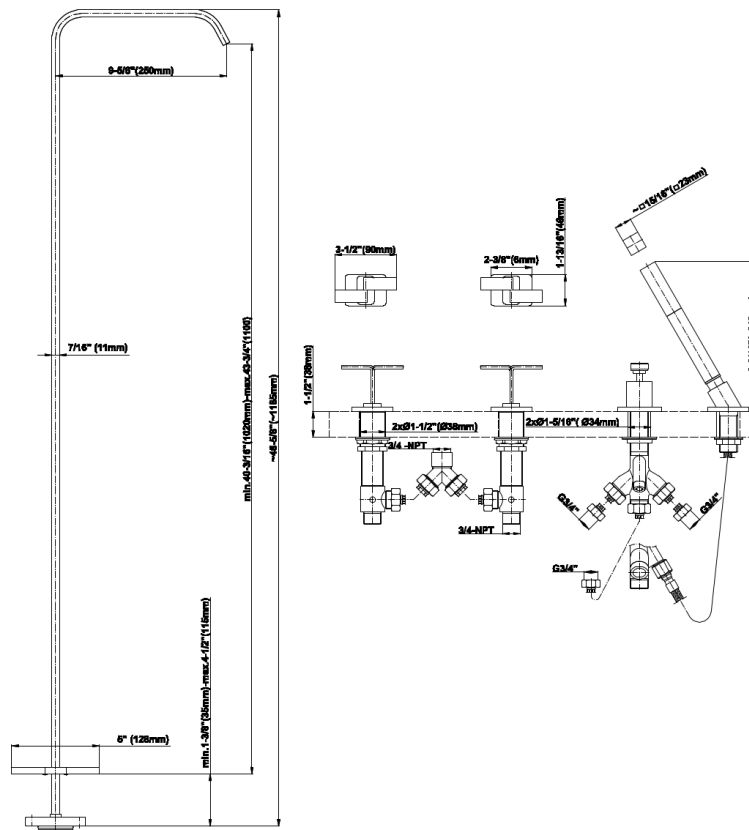 9-5/8"(250mm)
~□15/16"(□23mm)
3-1/2"(90mm)
2-3/8"(6mm)
1-13/16"(46mm)
7/16" (11mm)
1-1/2"(38mm)
min.40-3/16"(1020mm)-max.43-3/4"(1100)
~46-5/8"(~1185mm)
2xØ1-1/2"(Ø38mm)
2xØ1-5/16"( Ø34mm)
3/4 -NPT
G3/4"
G3/4"
3/4-NPT
G3/4"
min.1-3/8"(35mm)-max.4-1/2"(115mm)
5" (128mm)